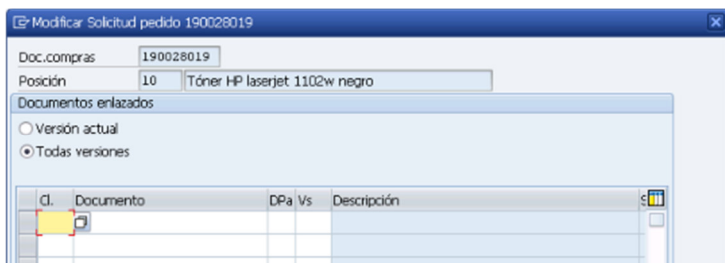 Modificar Solicitud pedido 190028019
Doc.compras 190028019
Posición 10 Tóner HP laserjet 1102w negro
Documentos enlazados
Versión actual
Todas versiones
Cl. Documento DPa Vs Descripción S